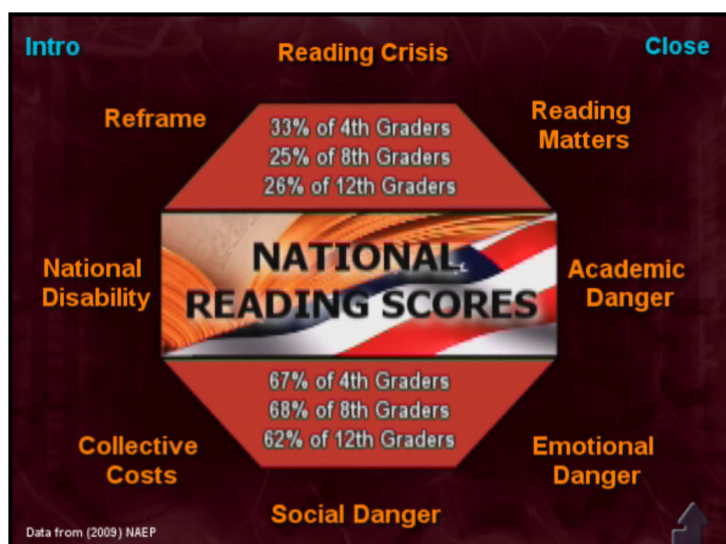 Intro
Reading Crisis
Close
Reframe
33% of 4th Graders
25% of 8th Graders
26% of 12th Graders
Reading
Matters
National
Disability
NATIONAL
READING SCORES
Academic
Danger
67% of 4th Graders
68% of 8th Graders
62% of 12th Graders
Collective
Costs
Emotional
Danger
Social Danger
Data from (2009) NAEP